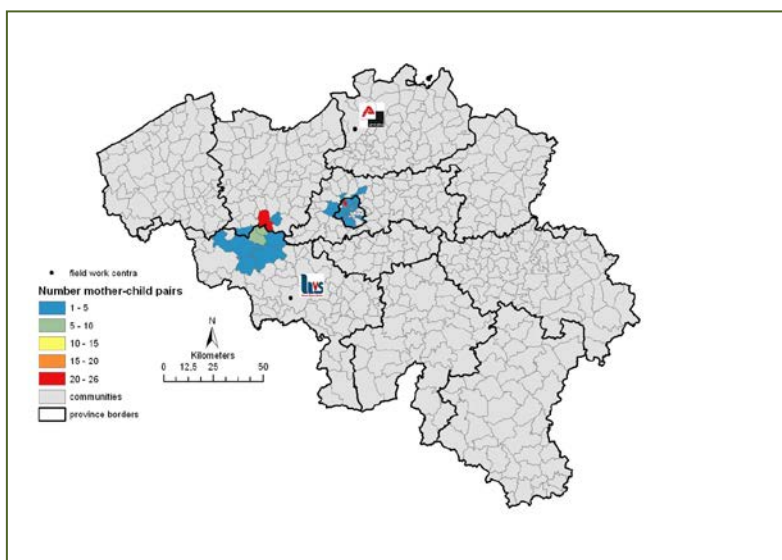 field work centra
Number mother-child pairs
1 - 5
5 - 10
10 - 15
15 - 20
20 - 26
communities
province borders
N
Kilometers
0 12,5 25 50